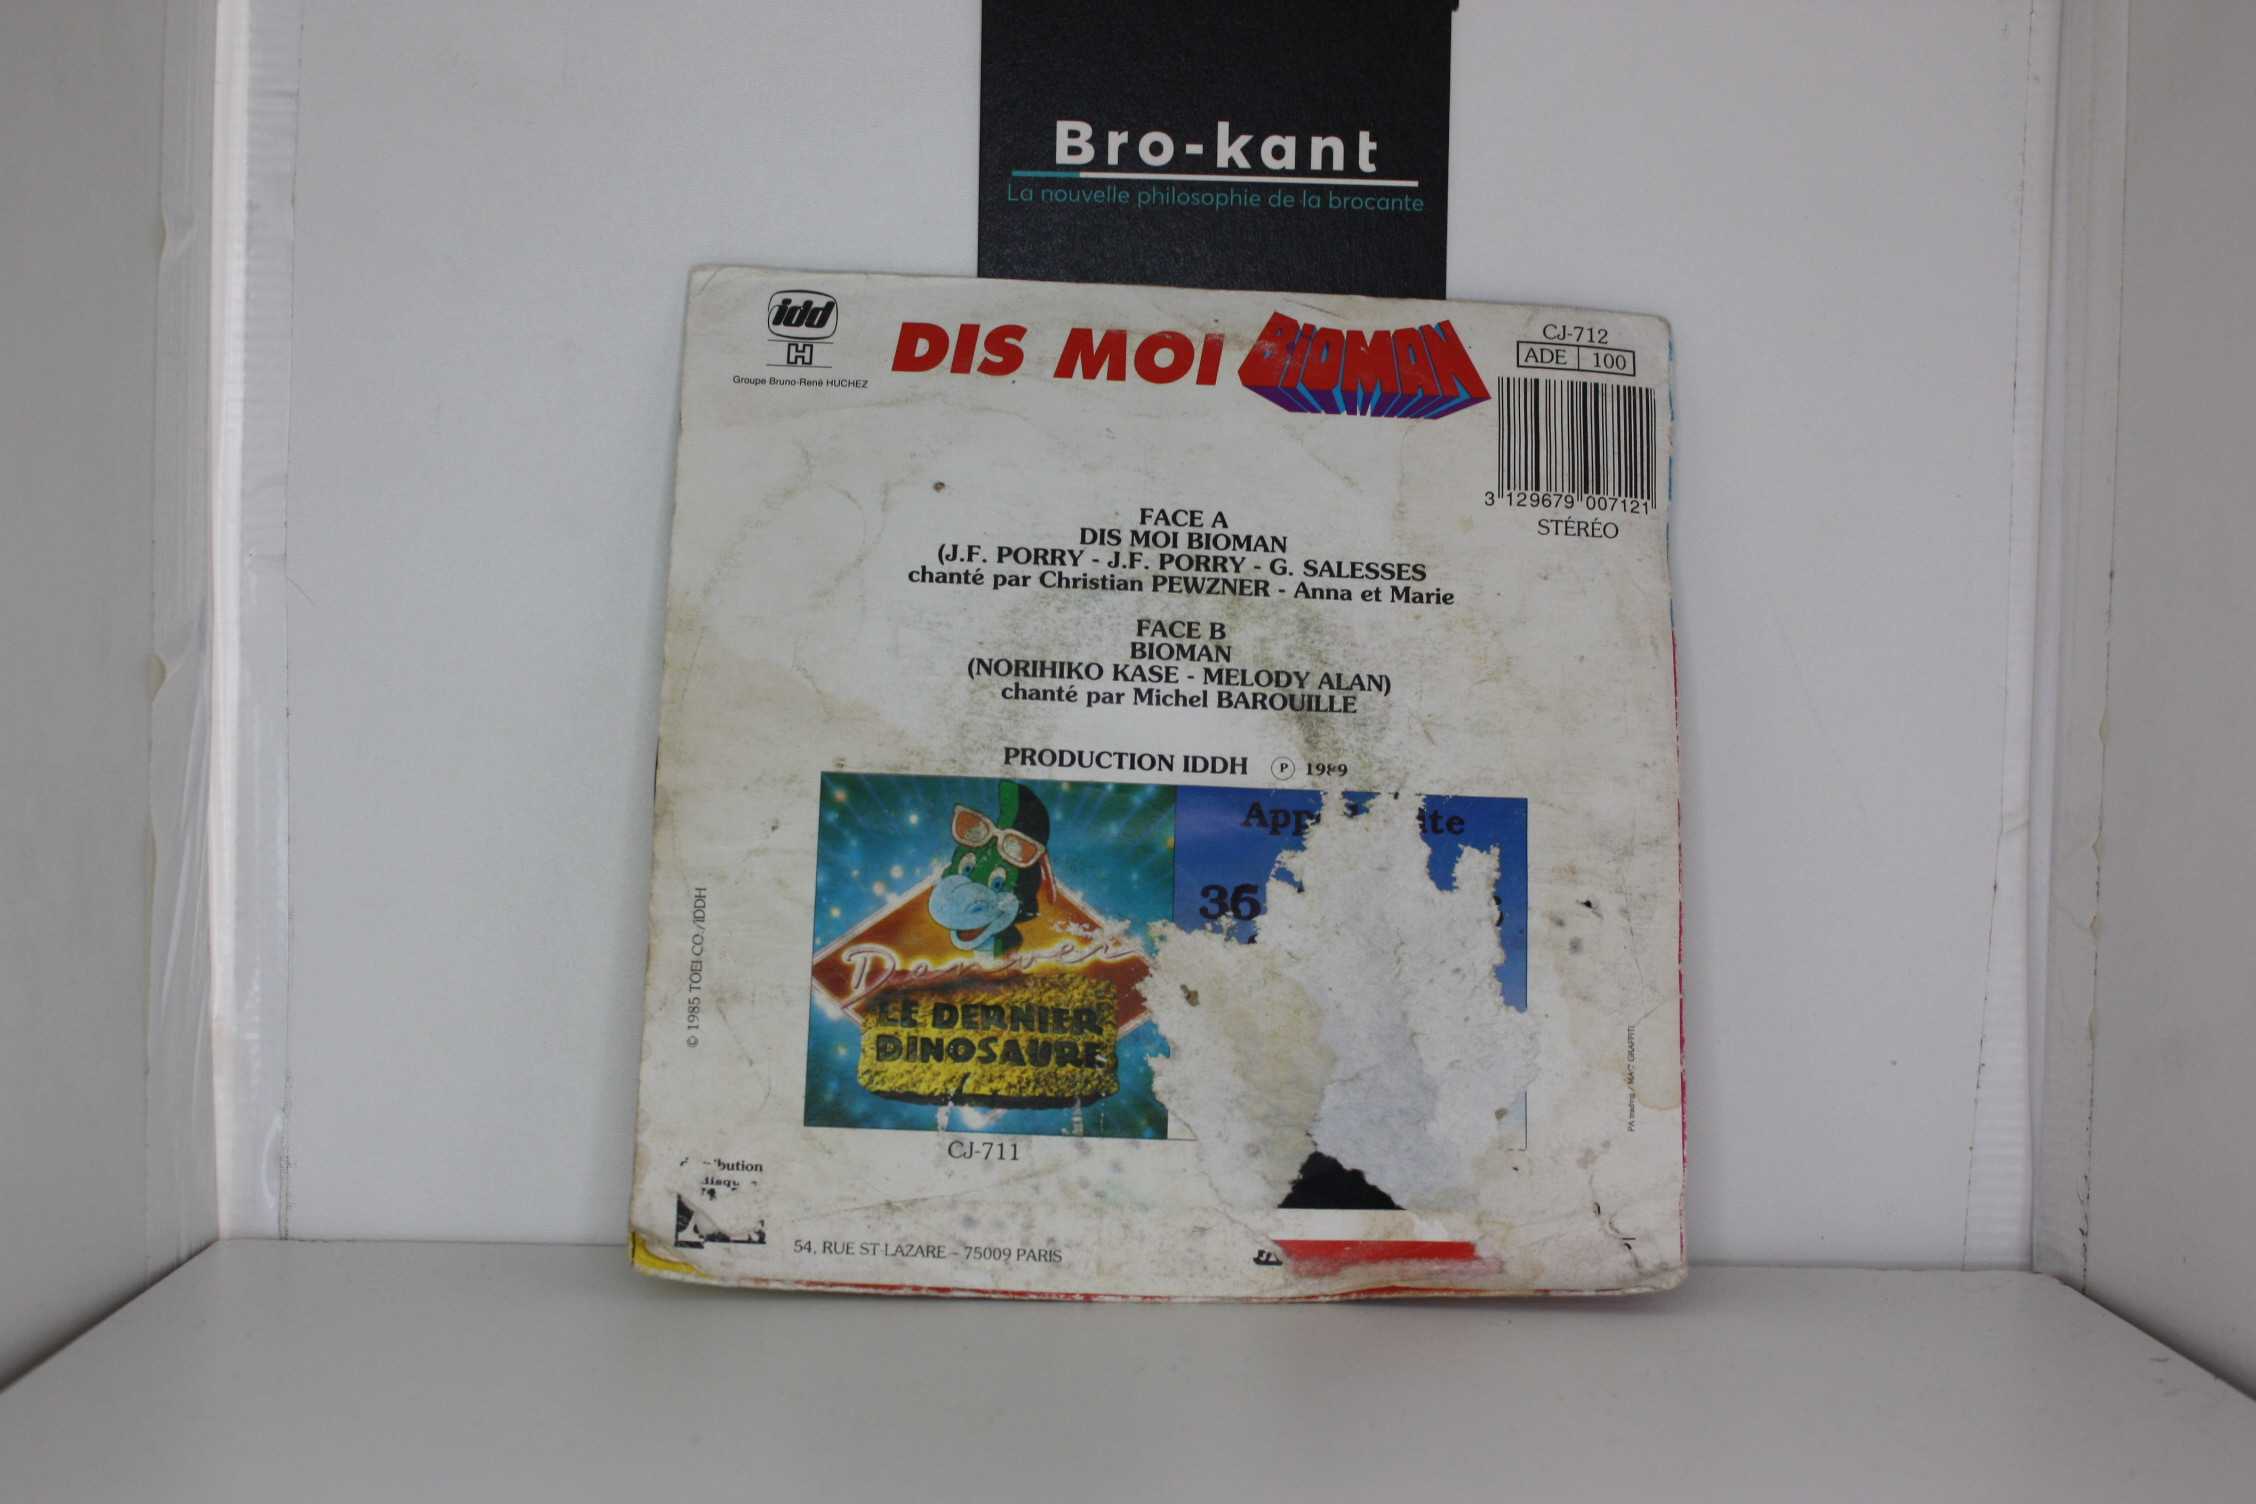 Bro-kant
La nouvelle philosophie de la brocante
idd
H
Groupe Bruno-René HUCHEZ
DIS MOI BIOMAN
CJ-712
ADE 100
3 129679 007121
STÉRÉO
FACE A
DIS MOI BIOMAN
(J.F. PORRY - J.F. PORRY - G. SALESSES
chanté par Christian PEWZNER - Anna et Marie
FACE B
BIOMAN
(NORIHIKO KASE - MELODY ALAN)
chanté par Michel BAROUILLE
PRODUCTION IDDH Ⓟ 1989
Denver
LE DERNIER
DINOSAURE
36
CJ-711
© 1985 TOEI CO./IDDH
54, RUE ST-LAZARE - 75009 PARIS